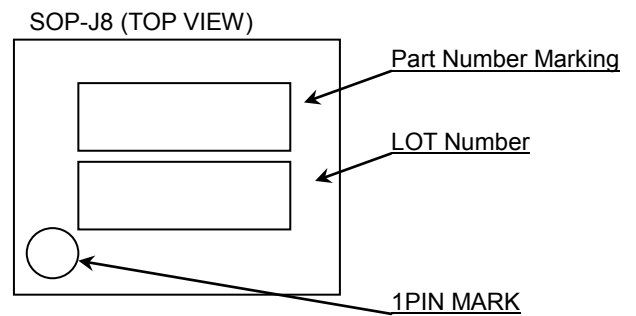 SOP-J8 (TOP VIEW)
Part Number Marking
LOT Number
1PIN MARK